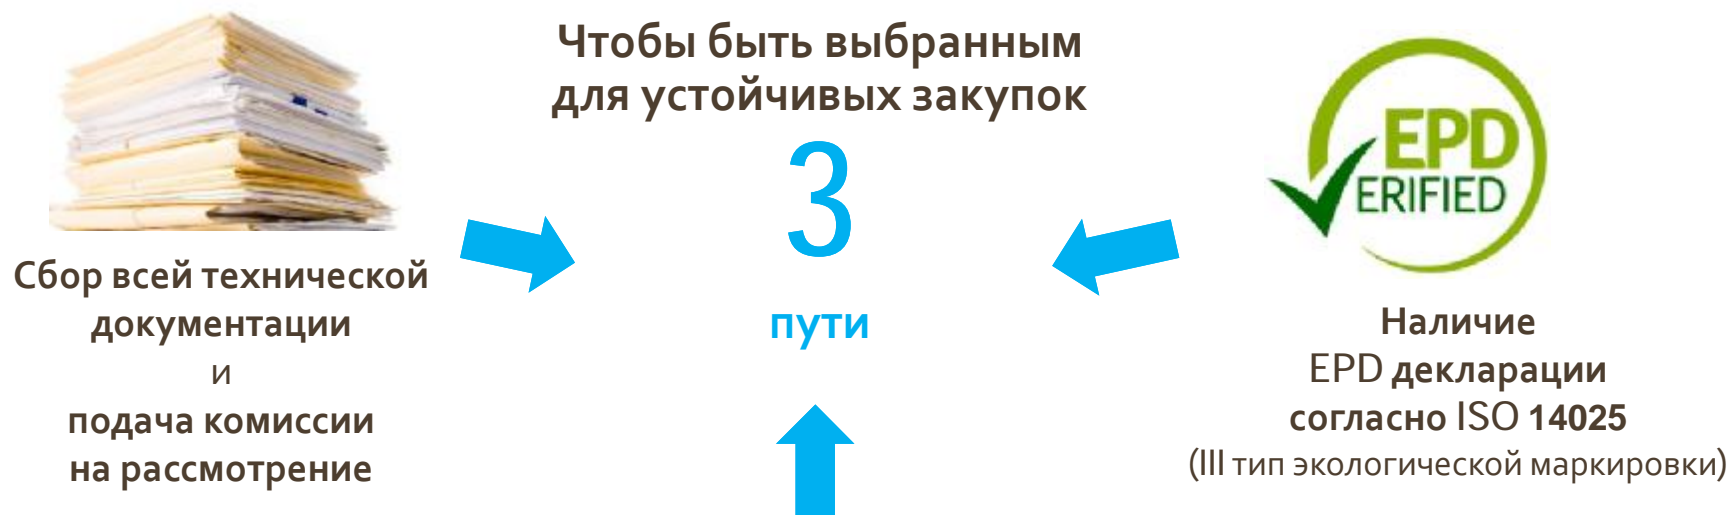 Чтобы быть выбранным
для устойчивых закупок
3
пути
Сбор всей технической
документации
и
подача комиссии
на рассмотрение
EPD
ERIFIED
Наличие
EPD декларации
согласно ISO 14025
(III тип экологической маркировки)